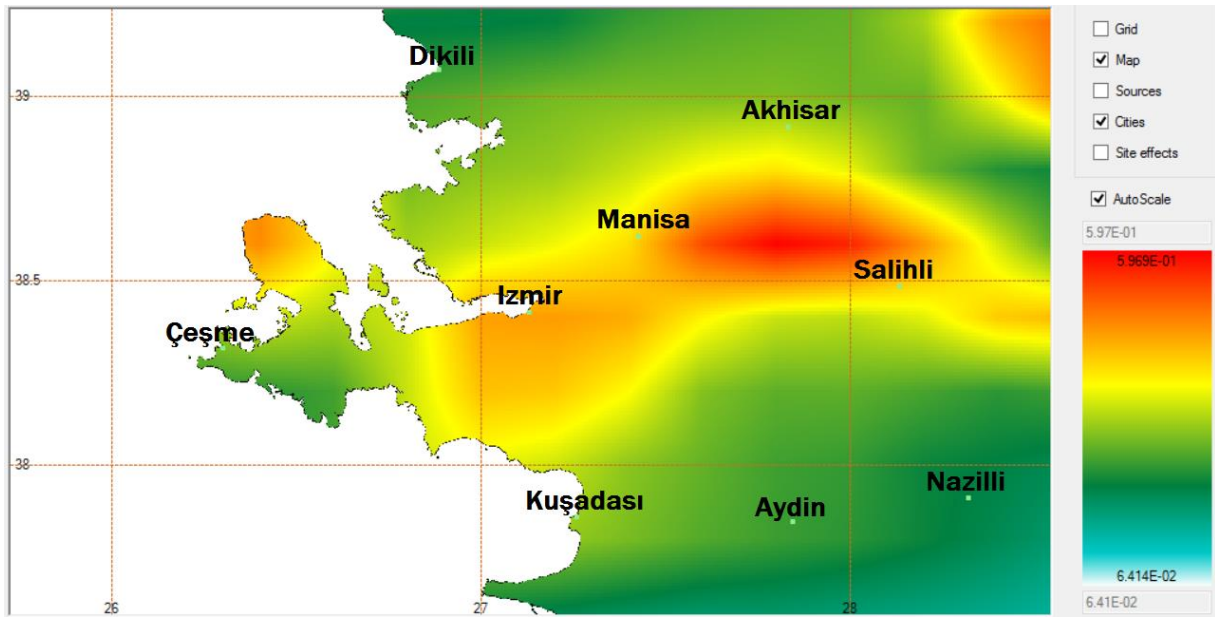 Dikili
39
Akhisar
Manisa
Salihli
38.5
Izmir
Çeşme
38
Kuşadası
Aydin
Nazilli
26
27
28
Grid
Map
Sources
Cities
Site effects
AutoScale
5.97E-01
5.969E-01
6.414E-02
6.41E-02